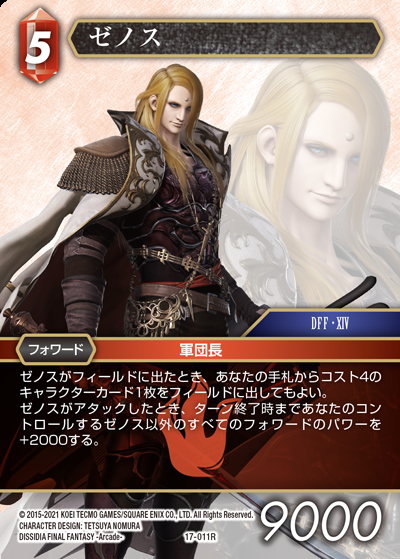 5
ゼノス
DFF・XIV
フォワード
軍団長
ゼノスがフィールドに出たとき、あなたの手札からコスト4の
キャラクターカード1枚をフィールドに出してもよい。
ゼノスがアタックしたとき、ターン終了時まであなたのコント
ロールするゼノス以外のすべてのフォワードのパワーを
+2000する。
© 2015-2021 KOEI TECMO GAMES/SQUARE ENIX CO., LTD. All Rights Reserved.
CHARACTER DESIGN: TETSUYA NOMURA
DISSIDIA FINAL FANTASY -Arcade-
17-011R
9000